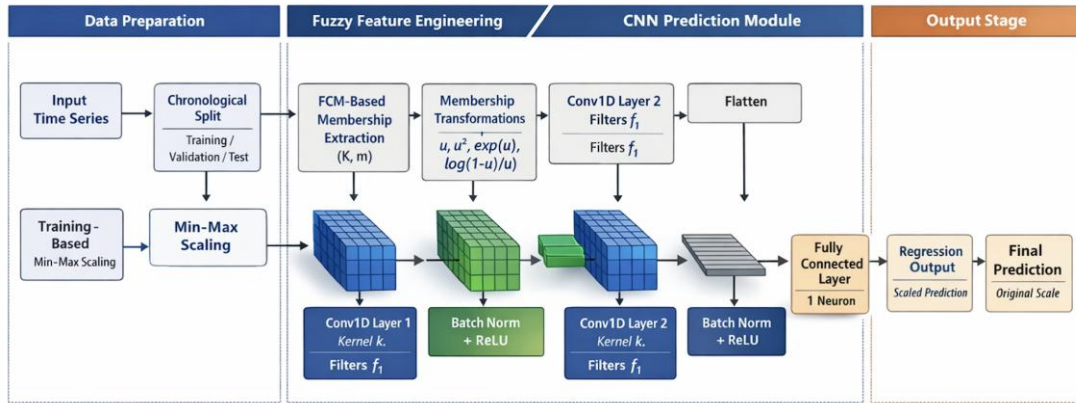 Data Preparation
Fuzzy Feature Engineering
CNN Prediction Module
Output Stage
Input
Time Series
Chronological
Split
Training /
Validation / Test
FCM-Based
Membership
Extraction
(K, m)
Membership
Transformations
u, u², exp(u),
log(1-u)/u)
Conv1D Layer 2
Filters f₁
Filters f₁
Flatten
Training-
Based
Min-Max Scaling
Min-Max
Scaling
Fully
Connected
Layer
1 Neuron
Regression
Output
Scaled Prediction
Final
Prediction
Original Scale
Conv1D Layer 1
Kernel k.
Filters f₁
Batch Norm
+ ReLU
Conv1D Layer 2
Kernel k.
Filters f₁
Batch Norm
+ ReLU